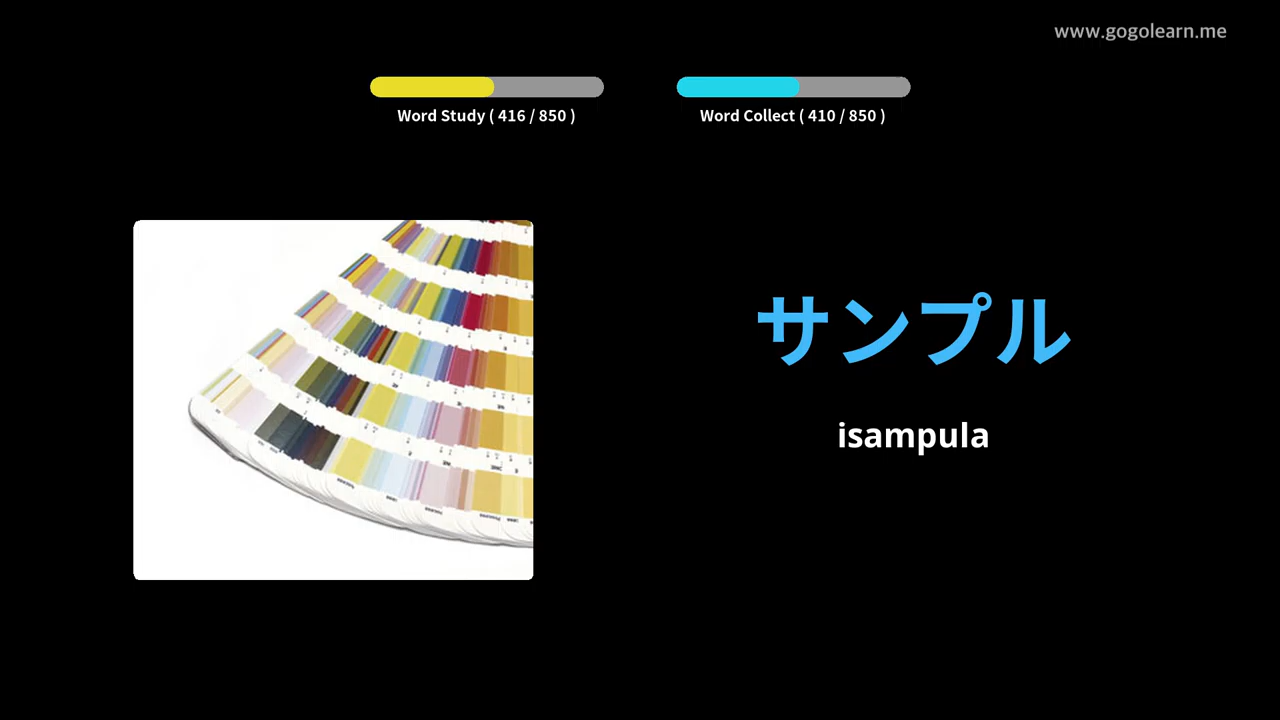 www.gogolearn.me
Word Study ( 416 / 850 )
Word Collect ( 410 / 850 )
サンプル
isampula